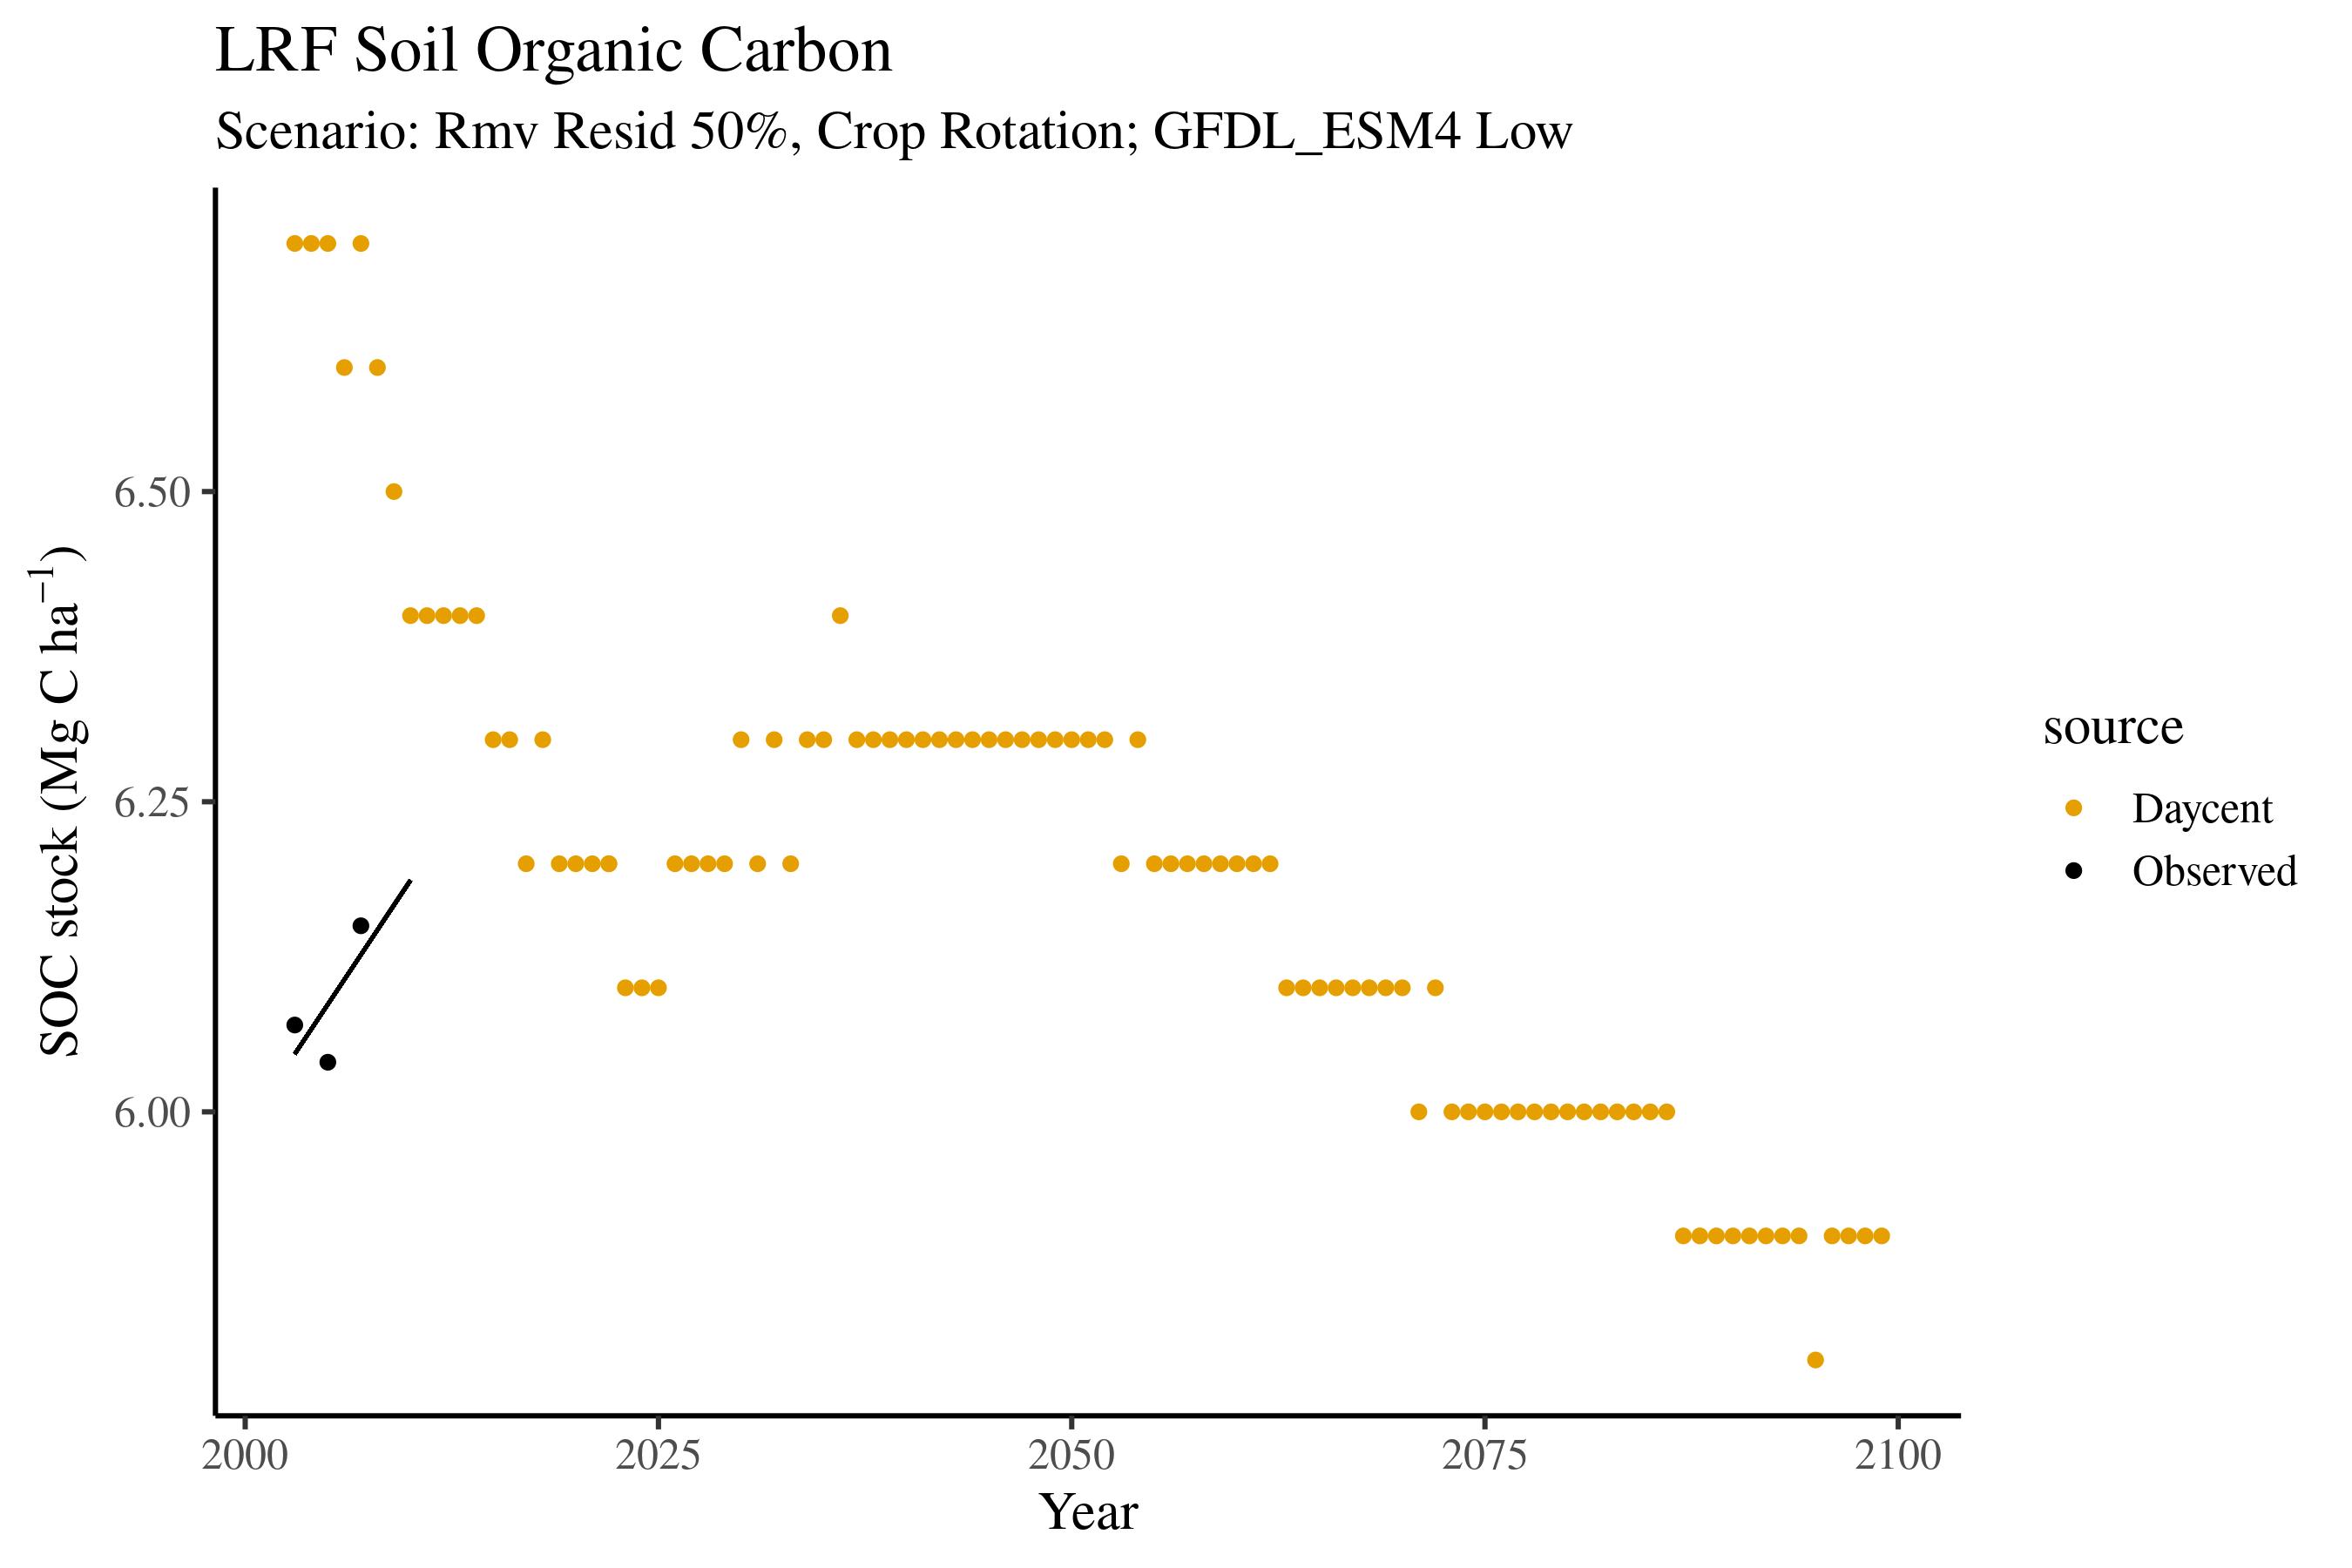 LRF Soil Organic Carbon
Scenario: Rmv Resid 50%, Crop Rotation; GFDL_ESM4 Low
SOC stock (Mg C ha⁻¹)
6.50
6.25
6.00
2000
2025
2050
2075
2100
Year
source
Daycent
Observed